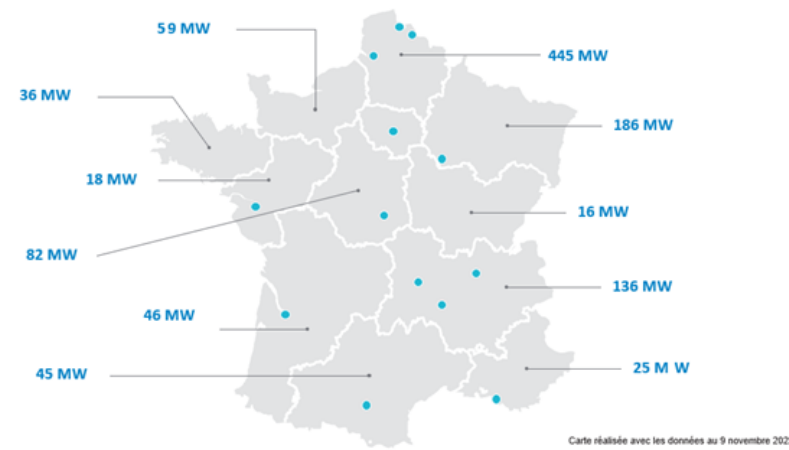 59 MW
445 MW
36 MW
186 MW
18 MW
16 MW
82 MW
136 MW
46 MW
45 MW
25 M W
Carte réalisée avec les données au 9 novembre 202